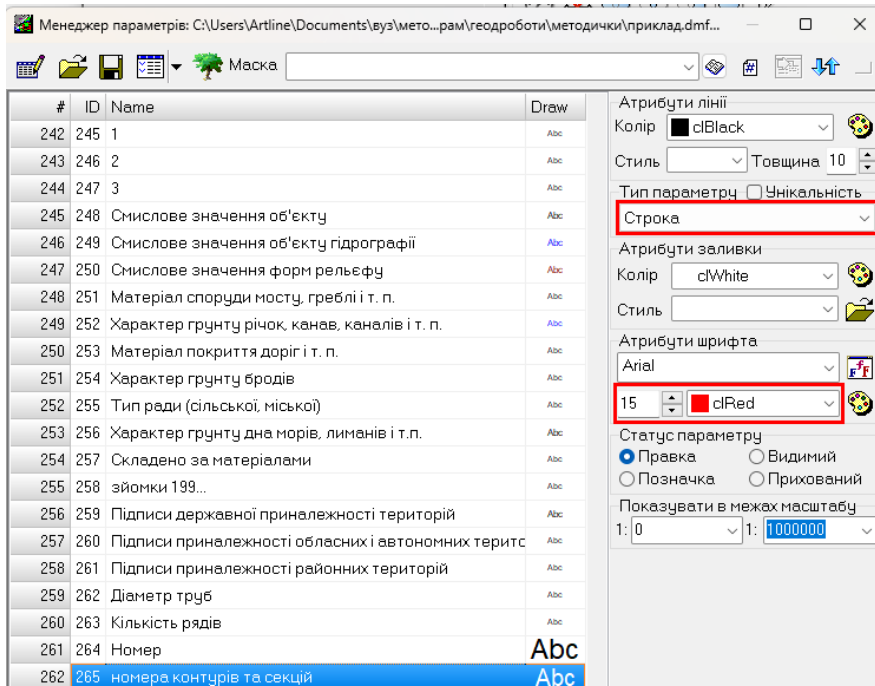 Менеджер параметрів: C:\Users\Artline\Documents\вуз\мето...рам\геодроботи\методички\приклад.dmf...
Маска
# ID Name Draw
242 245 1 Abc
243 246 2 Abc
244 247 3 Abc
245 248 Смислове значення об'єкту Abc
246 249 Смислове значення об'єкту гідрографії Abc
247 250 Смислове значення форм рельєфу Abc
248 251 Матеріал споруди мосту, греблі і т. п. Abc
249 252 Характер грунту річок, канав, каналів і т. п. Abc
250 253 Матеріал покриття доріг і т. п. Abc
251 254 Характер грунту бродів Abc
252 255 Тип ради (сільської, міської) Abc
253 256 Характер грунту дна морів, лиманів і т.п. Abc
254 257 Складено за матеріалами Abc
255 258 зйомки 199... Abc
256 259 Підписи державної приналежності територій Abc
257 260 Підписи приналежності обласних і автономних територ Abc
258 261 Підписи приналежності районних територій Abc
259 262 Діаметр труб Abc
260 263 Кількість рядів Abc
261 264 Номер Abc
262 265 номера контурів та секцій Abc
Атрибути лінії
Колір clBlack
Стиль Товщина 10
Тип параметру Унікальність
Строка
Атрибути заливки
Колір clWhite
Стиль
Атрибути шрифта
Arial
15 clRed
Статус параметру
Правка Видимий
Позначка Прихований
Показувати в межах масштабу
1: 0 1: 1000000